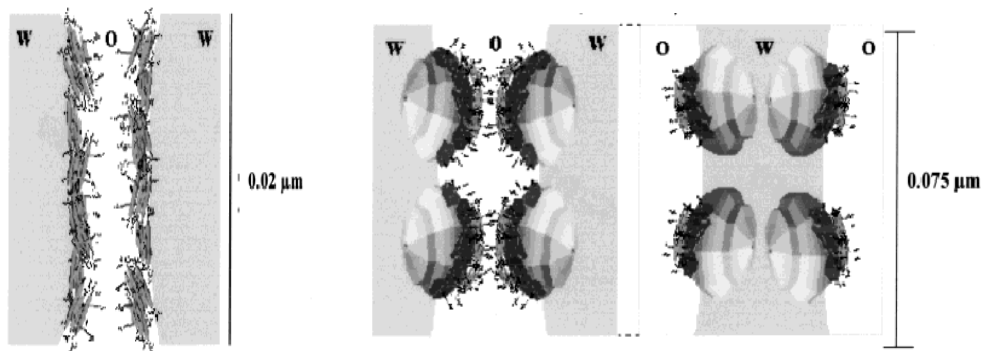 W O W
0.02 μm
W O W
O W O
0.075 μm